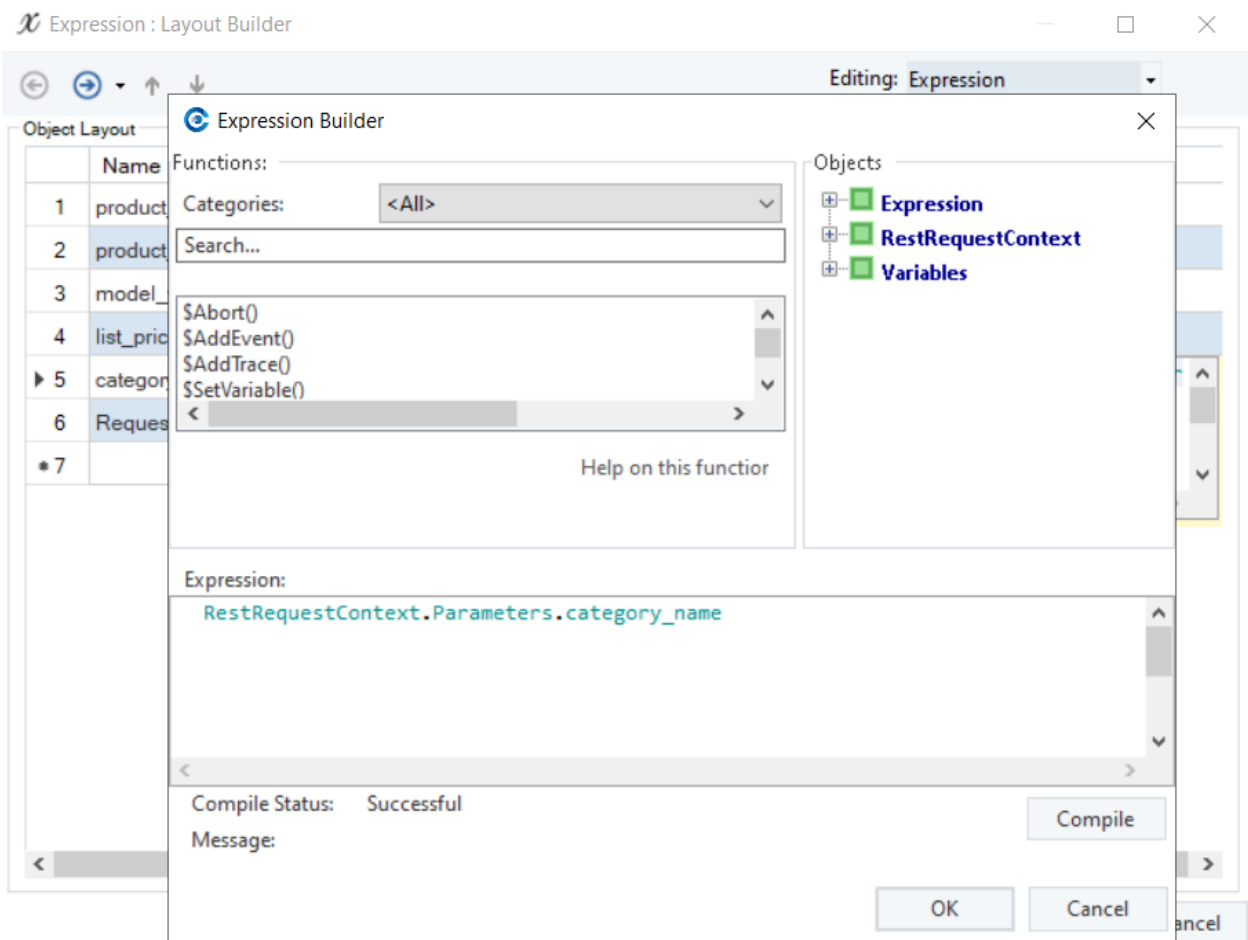 Expression : Layout Builder
Editing: Expression
Object Layout
Name
1 product_
2 product_
3 model_
4 list_pric
5 category
6 Reques
7
Expression Builder
Functions:
Categories: <All>
Search...
$Abort()
$AddEvent()
$AddTrace()
$SetVariable()
Help on this function
Objects
Expression
RestRequestContext
Variables
Expression:
RestRequestContext.Parameters.category_name
Compile Status: Successful
Message:
Compile
OK
Cancel
ancel